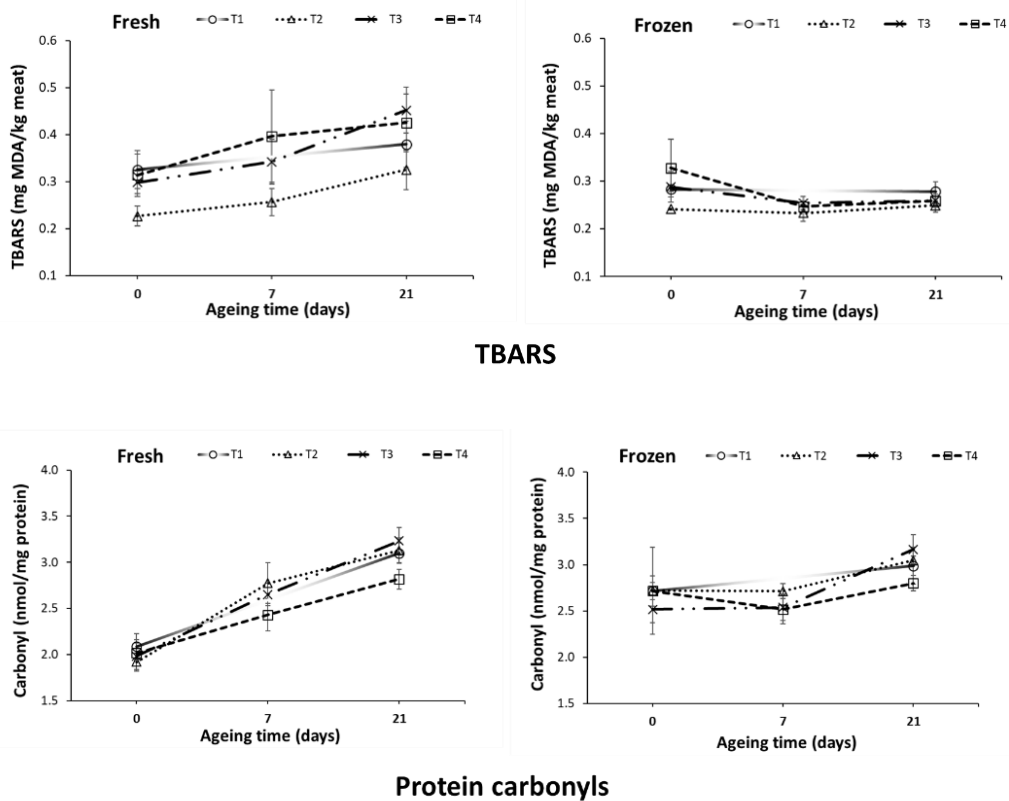 Fresh T1 T2 T3 T4
TBARS (mg MDA/kg meat)
0.6
0.5
0.4
0.3
0.2
0.1
0 7 21
Ageing time (days)
Frozen T1 T2 T3 T4
TBARS (mg MDA/kg meat)
0.6
0.5
0.4
0.3
0.2
0.1
0 7 21
Ageing time (days)
TBARS
Fresh T1 T2 T3 T4
Carbonyl (nmol/mg protein)
4.0
3.5
3.0
2.5
2.0
1.5
0 7 21
Ageing time (days)
Frozen T1 T2 T3 T4
Carbonyl (nmol/mg protein)
4.0
3.5
3.0
2.5
2.0
1.5
0 7 21
Ageing time (days)
Protein carbonyls